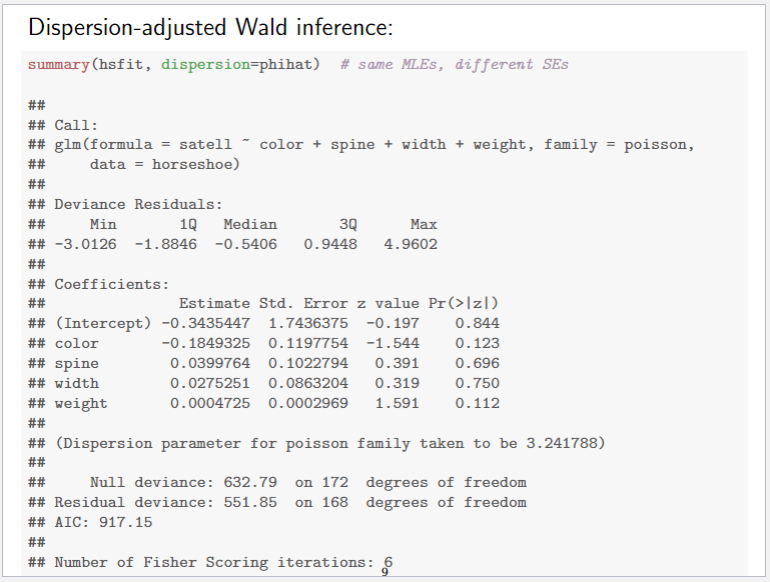 Dispersion-adjusted Wald inference:
summary(hsfit, dispersion=phihat)  # same MLEs, different SEs
##
## Call:
## glm(formula = satell ~ color + spine + width + weight, family = poisson,
##     data = horseshoe)
##
## Deviance Residuals:
##     Min       1Q   Median       3Q      Max
## -3.0126  -1.8846  -0.5406   0.9448   4.9602
##
## Coefficients:
##               Estimate Std. Error z value Pr(>|z|)
## (Intercept) -0.3435447  1.7436375  -0.197    0.844
## color       -0.1849325  0.1197754  -1.544    0.123
## spine        0.0399764  0.1022794   0.391    0.696
## width        0.0275251  0.0863204   0.319    0.750
## weight       0.0004725  0.0002969   1.591    0.112
##
## (Dispersion parameter for poisson family taken to be 3.241788)
##
##     Null deviance: 632.79  on 172  degrees of freedom
## Residual deviance: 551.85  on 168  degrees of freedom
## AIC: 917.15
##
## Number of Fisher Scoring iterations: 6
9